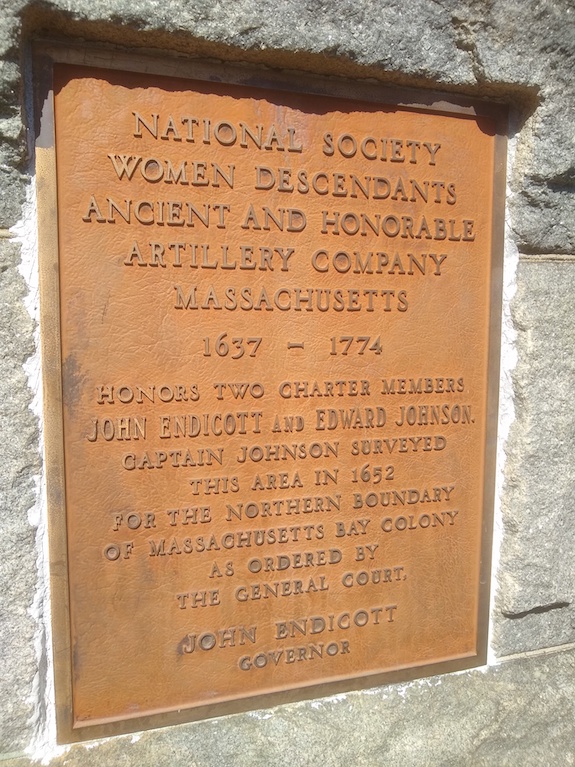 NATIONAL SOCIETY
WOMEN DESCENDANTS
ANCIENT AND HONORABLE
ARTILLERY COMPANY
MASSACHUSETTS
1637 - 1774
HONORS TWO CHARTER MEMBERS
JOHN ENDICOTT AND EDWARD JOHNSON.
CAPTAIN JOHNSON SURVEYED
THIS AREA IN 1652
FOR THE NORTHERN BOUNDARY
OF MASSACHUSETTS BAY COLONY
AS ORDERED BY
THE GENERAL COURT,
JOHN ENDICOTT
GOVERNOR